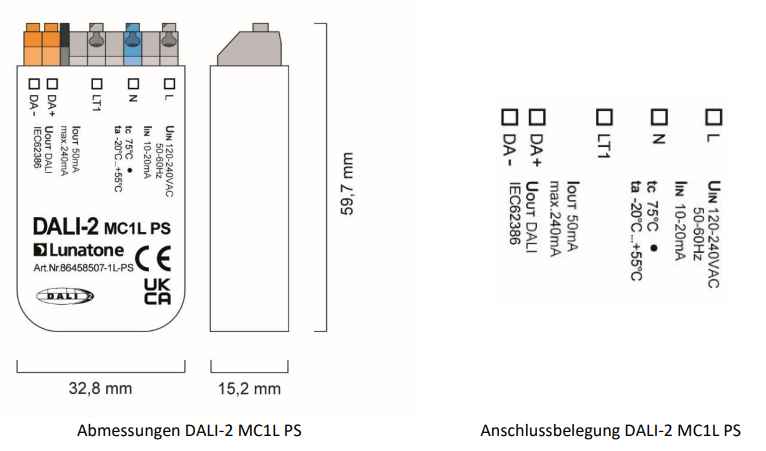 DA-
DA+
LT1
N
L
UIN 120-240VAC
50-60Hz
IIN 10-20mA
tc 75°C ●
ta -20°C...+55°C
IOUT 50mA
max.240mA
UOUT DALI
IEC62386
DALI-2 MC1L PS
Lunatone
Art.Nr.86458507-1L-PS
CE
UK
CA
DALI 2
59,7 mm
32,8 mm
15,2 mm
Abmessungen DALI-2 MC1L PS
DA-
DA+
LT1
N
L
UIN 120-240VAC
50-60Hz
IIN 10-20mA
tc 75°C ●
ta -20°C...+55°C
IOUT 50mA
max.240mA
UOUT DALI
IEC62386
Anschlussbelegung DALI-2 MC1L PS